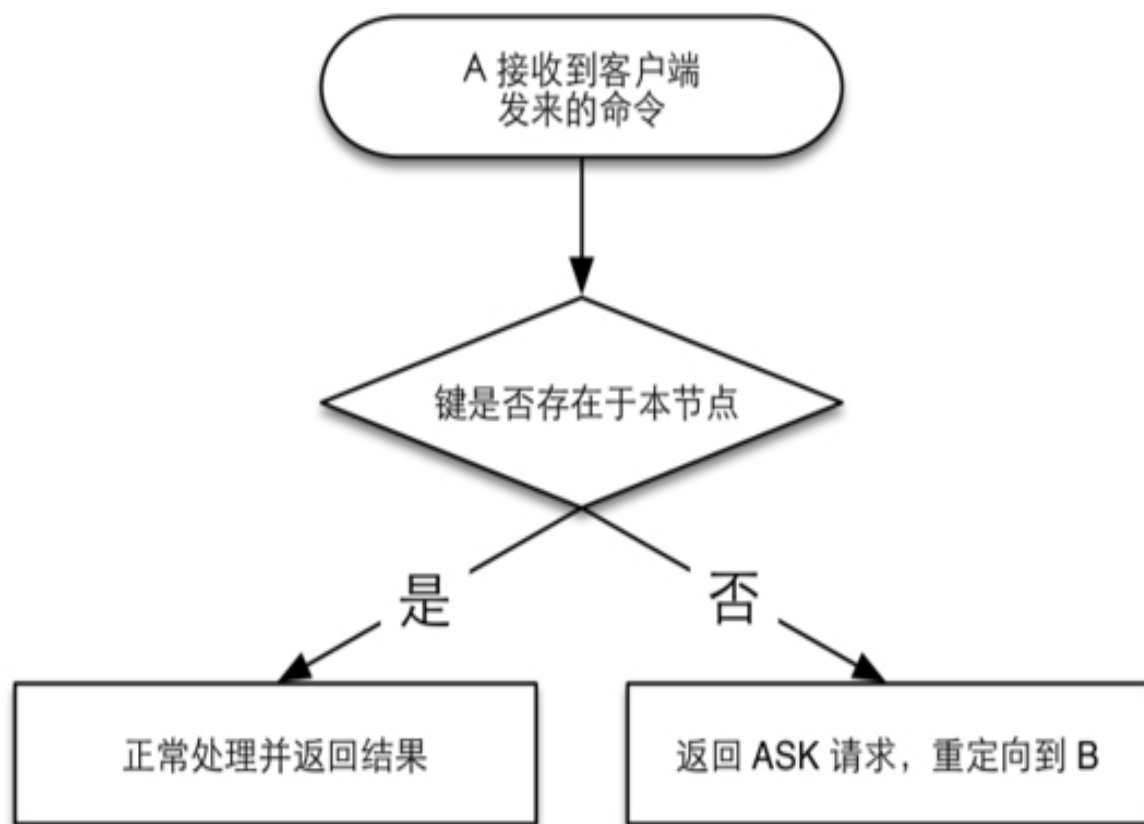 A 接收到客户端
发来的命令
键是否存在于本节点
是
否
正常处理并返回结果
返回 ASK 请求，重定向到 B